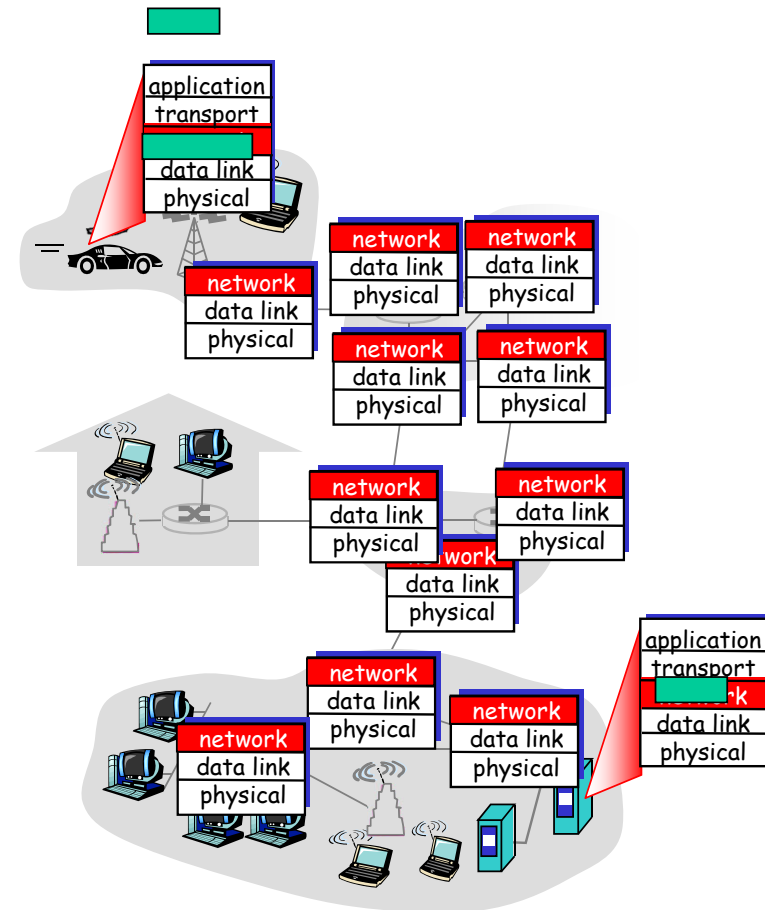 application
transport
data link
physical
network
data link
physical
network
data link
physical
network
data link
physical
network
data link
physical
network
data link
physical
network
data link
physical
network
data link
physical
network
data link
physical
application
transport
data link
physical
network
data link
physical
network
data link
physical
network
data link
physical